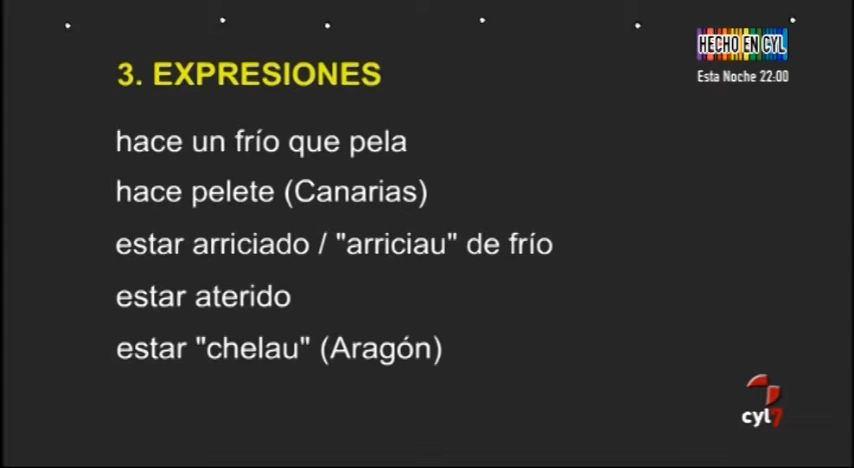 HECHO EN CYL
Esta Noche 22:00
3. EXPRESIONES
hace un frío que pela
hace pelete (Canarias)
estar arriciado / "arriciau" de frío
estar aterido
estar "chelau" (Aragón)
cyl7